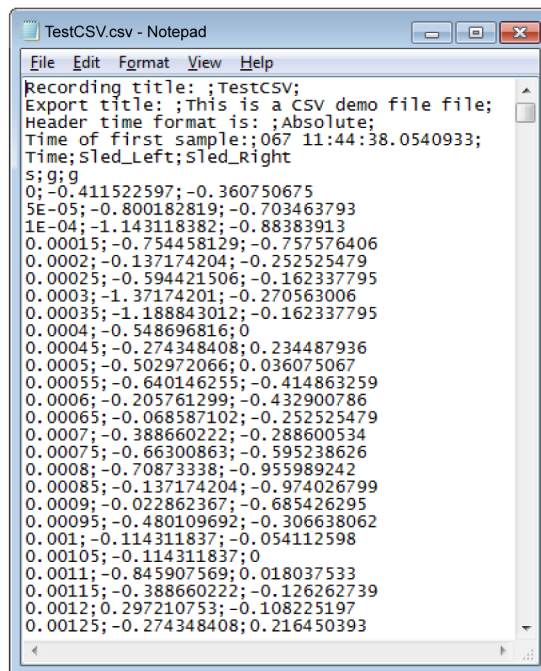 TestCSV.csv - Notepad
File Edit Format View Help
Recording title: ;TestCSV;
Export title: ;This is a CSV demo file file;
Header time format is: ;Absolute;
Time of first sample:;067 11:44:38.0540933;
Time;Sled_Left;Sled_Right
s;g;g
0;-0.411522597;-0.360750675
5E-05;-0.800182819;-0.703463793
1E-04;-1.143118382;-0.88383913
0.00015;-0.754458129;-0.757576406
0.0002;-0.137174204;-0.252525479
0.00025;-0.594421506;-0.162337795
0.0003;-1.37174201;-0.270563006
0.00035;-1.188843012;-0.162337795
0.0004;-0.548696816;0
0.00045;-0.274348408;0.234487936
0.0005;-0.502972066;0.036075067
0.00055;-0.640146255;-0.414863259
0.0006;-0.205761299;-0.432900786
0.00065;-0.068587102;-0.252525479
0.0007;-0.388660222;-0.288600534
0.00075;-0.66300863;-0.595238626
0.0008;-0.70873338;-0.955989242
0.00085;-0.137174204;-0.974026799
0.0009;-0.022862367;-0.685426295
0.00095;-0.480109692;-0.306638062
0.001;-0.114311837;-0.054112598
0.00105;-0.114311837;0
0.0011;-0.845907569;0.018037533
0.00115;-0.388660222;-0.126262739
0.0012;0.297210753;-0.108225197
0.00125;-0.274348408;0.216450393